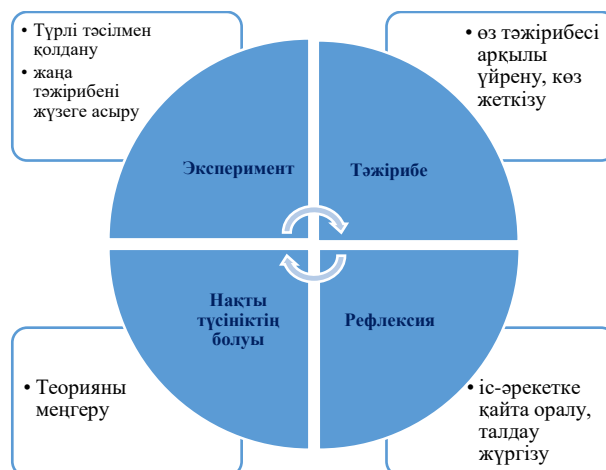 • Түрлі тәсілмен
қолдану
• жаңа
тәжірибені
жүзеге асыру
• өз тәжірибесі
арқылы
үйрену, көз
жеткізу
Эксперимент
Тәжірибе
Нақты
түсініктің
болуы
Рефлексия
• Теорияны
меңгеру
• іс-әрекетке
қайта оралу,
талдау
жүргізу